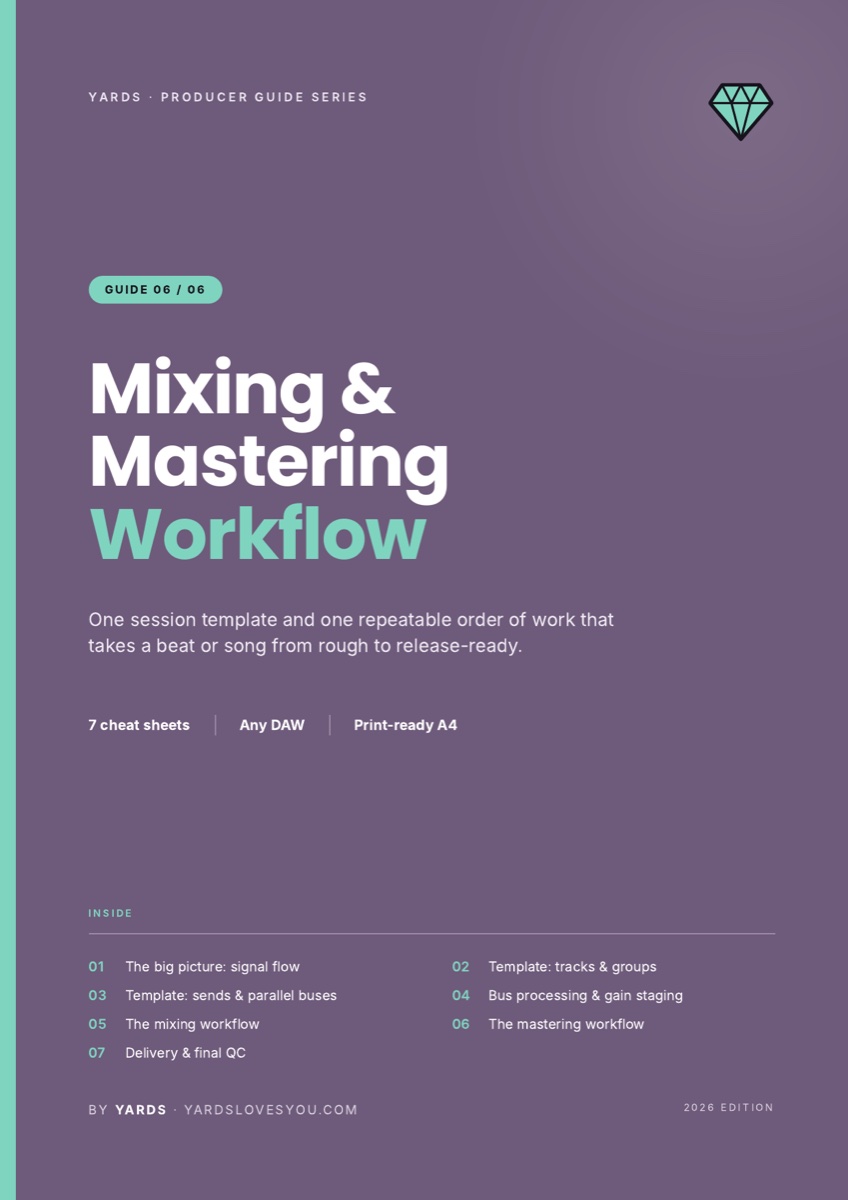 YARDS · PRODUCER GUIDE SERIES
GUIDE 06 / 06
Mixing &
Mastering
Workflow
One session template and one repeatable order of work that
takes a beat or song from rough to release-ready.
7 cheat sheets | Any DAW | Print-ready A4
INSIDE
01 The big picture: signal flow
02 Template: tracks & groups
03 Template: sends & parallel buses
04 Bus processing & gain staging
05 The mixing workflow
06 The mastering workflow
07 Delivery & final QC
BY YARDS · YARDSLOVESYOU.COM
2026 EDITION